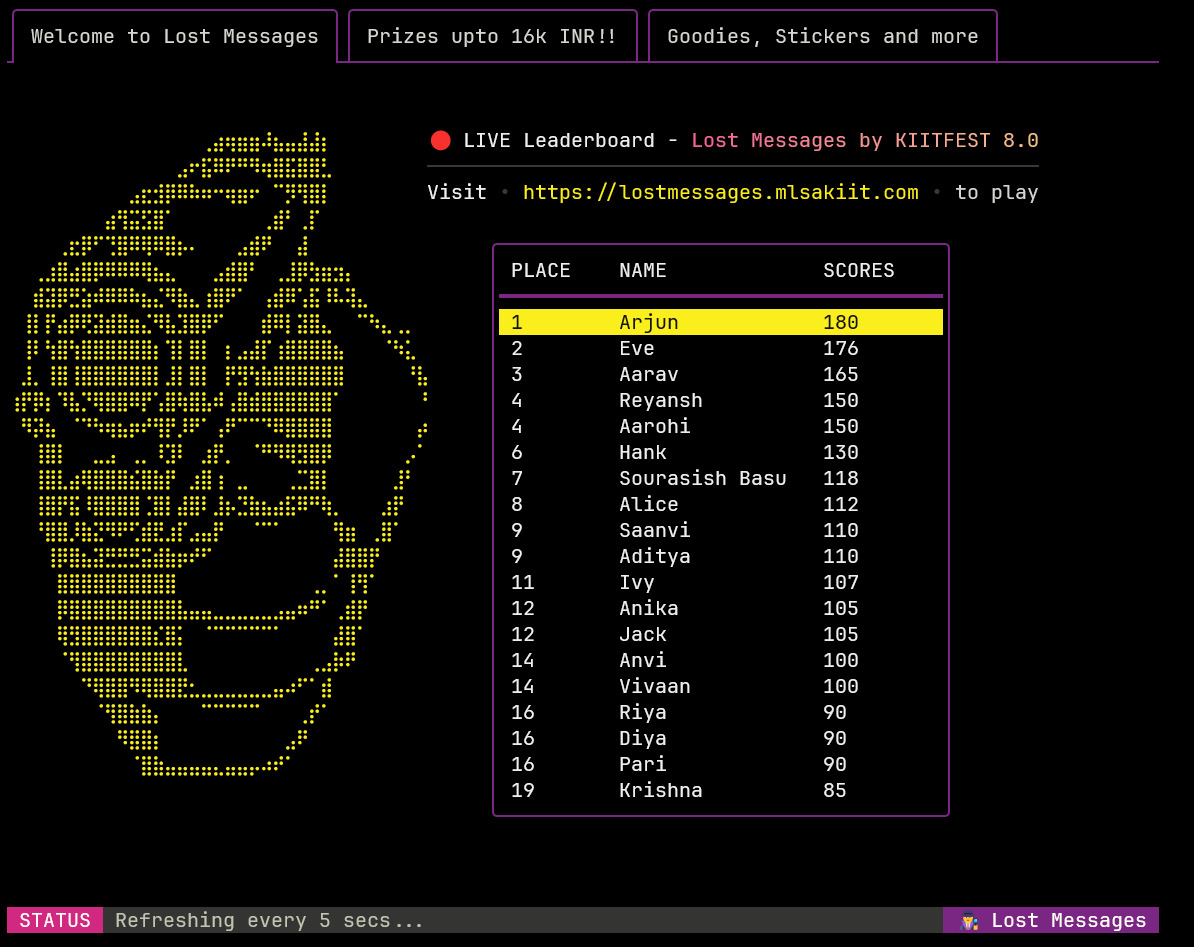 Welcome to Lost Messages
Prizes upto 16k INR!!
Goodies, Stickers and more
LIVE Leaderboard - Lost Messages by KIITFEST 8.0
Visit • https://lostmessages.mlsakiit.com • to play
PLACE NAME SCORES
1 Arjun 180
2 Eve 176
3 Aarav 165
4 Reyansh 150
4 Aarohi 150
6 Hank 130
7 Sourasish Basu 118
8 Alice 112
9 Saanvi 110
9 Aditya 110
11 Ivy 107
12 Anika 105
12 Jack 105
14 Anvi 100
14 Vivaan 100
16 Riya 90
16 Diya 90
16 Pari 90
19 Krishna 85
STATUS Refreshing every 5 secs...
Lost Messages